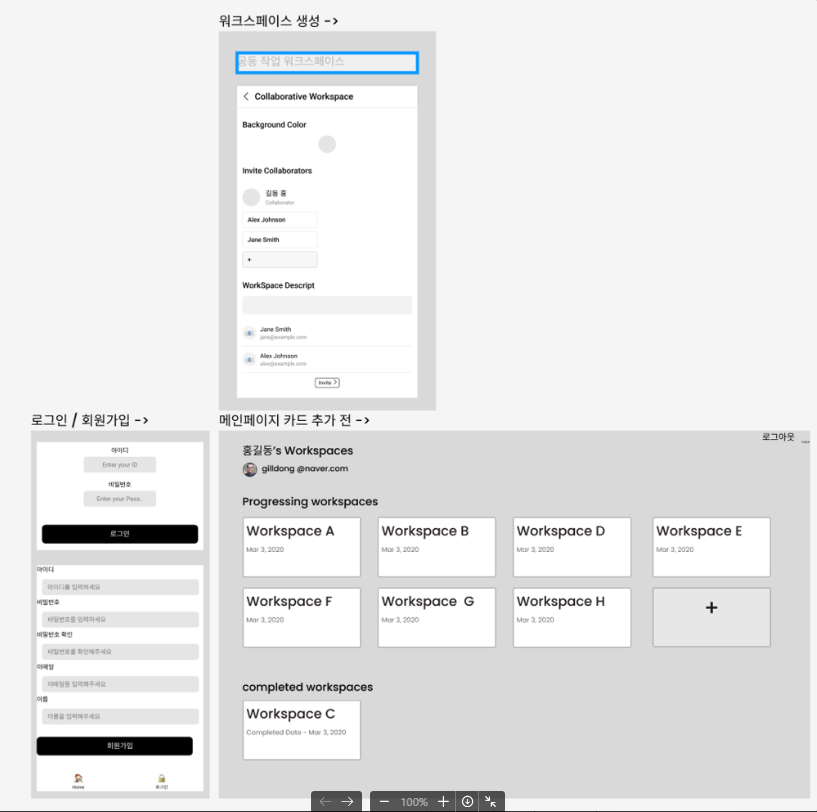 워크스페이스 생성 ->
공동 작업 워크스페이스
Collaborative Workspace
Background Color
Invite Collaborators
길동 홍
Collaborator
Alex Johnson
Jane Smith
+
WorkSpace Descript
Jane Smith
jane@example.com
Alex Johnson
alex@example.com
Invite >
로그인 / 회원가입 ->
아이디
Enter your ID
비밀번호
Enter your Pass..
로그인
아이디
아이디를 입력하세요
비밀번호
비밀번호를 입력하세요
비밀번호 확인
비밀번호를 확인해주세요
이메일
이메일을 입력해주세요
이름
이름을 입력해주세요
회원가입
Home
로그인
메인페이지 카드 추가 전 ->
로그아웃
홍길동's Workspaces
gilldong @naver.com
Progressing workspaces
Workspace A
Mar 3, 2020
Workspace B
Mar 3, 2020
Workspace D
Mar 3, 2020
Workspace E
Mar 3, 2020
Workspace F
Mar 3, 2020
Workspace G
Mar 3, 2020
Workspace H
Mar 3, 2020
+
completed workspaces
Workspace C
Completed Date - Mar 3, 2020
100%